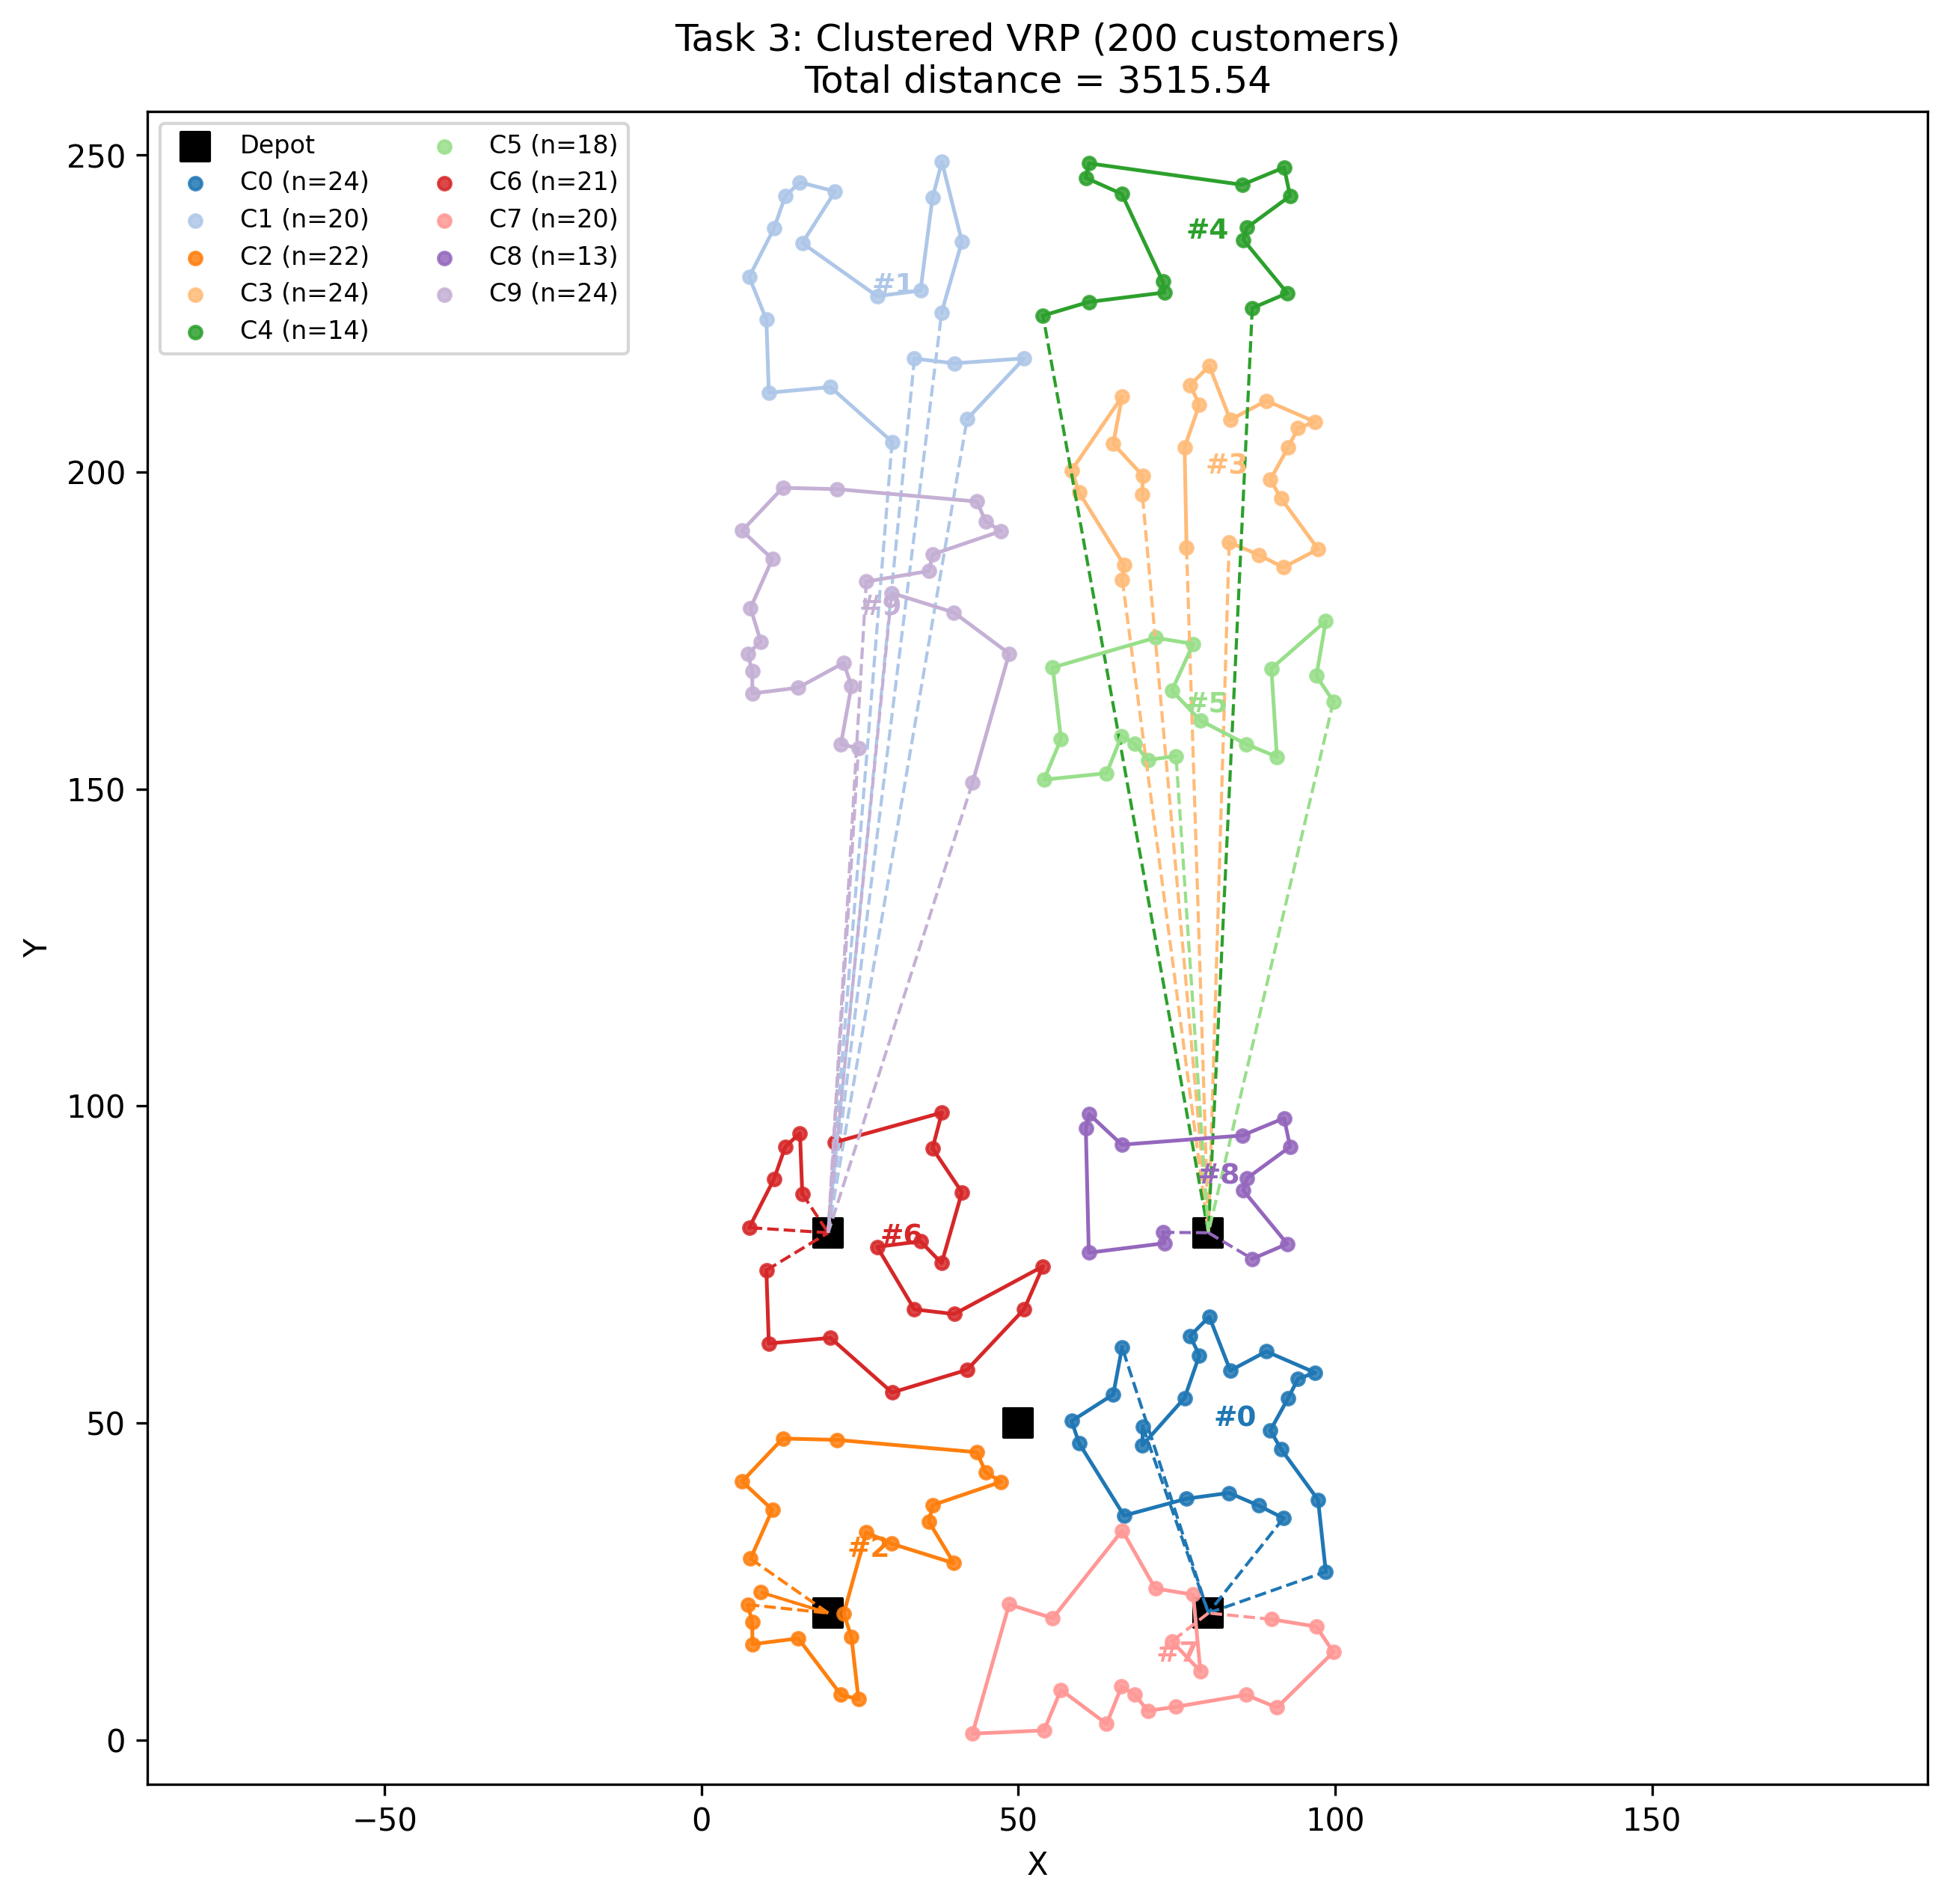 Task 3: Clustered VRP (200 customers)
Total distance = 3515.54
Depot
C0 (n=24)
C1 (n=20)
C2 (n=22)
C3 (n=24)
C4 (n=14)
C5 (n=18)
C6 (n=21)
C7 (n=20)
C8 (n=13)
C9 (n=24)
250
200
150
100
50
0
Y
#4
#1
#3
#9
#5
#8
#6
#0
#2
#7
−50
0
50
100
150
X